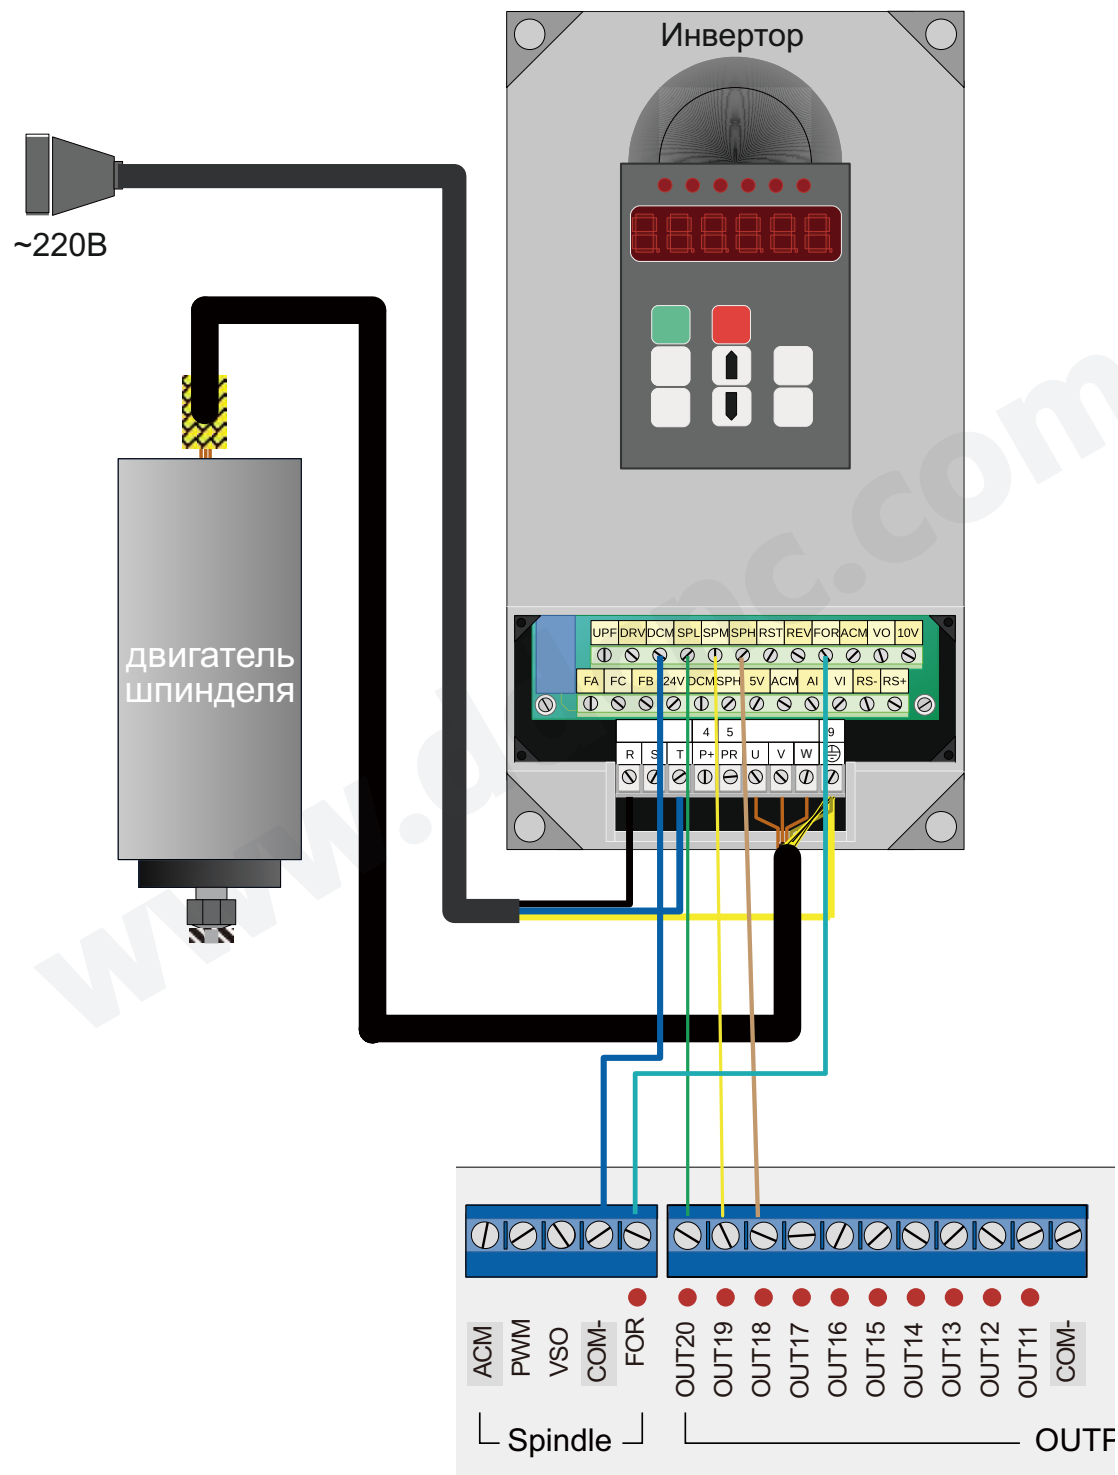 Инвертор
~220В
двигатель
шпинделя
UPF DRV DCM SPL SPM SPH RST REV FOR ACM VO 10V
FA FC FB 24V DCM SPH 5V ACM AI VI RS- RS+
4 5 9
R S T P+ PR U V W
ACM PWM VSO COM- FOR OUT20 OUT19 OUT18 OUT17 OUT16 OUT15 OUT14 OUT13 OUT12 OUT11 COM-
Spindle